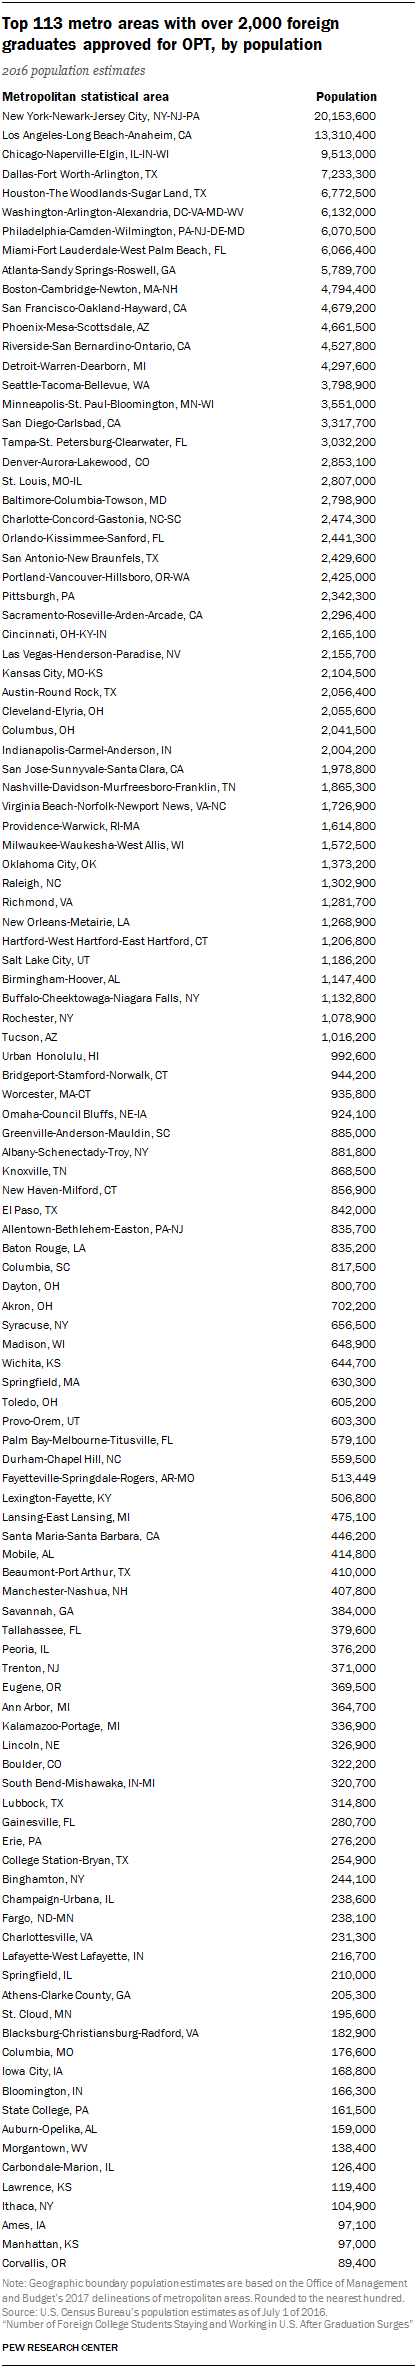 Top 113 metro areas with over 2,000 foreign
graduates approved for OPT, by population
2016 population estimates
Metropolitan statistical area Population
New York-Newark-Jersey City, NY-NJ-PA 20,153,600
Los Angeles-Long Beach-Anaheim, CA 13,310,400
Chicago-Naperville-Elgin, IL-IN-WI 9,513,000
Dallas-Fort Worth-Arlington, TX 7,233,300
Houston-The Woodlands-Sugar Land, TX 6,772,500
Washington-Arlington-Alexandria, DC-VA-MD-WV 6,132,000
Philadelphia-Camden-Wilmington, PA-NJ-DE-MD 6,070,500
Miami-Fort Lauderdale-West Palm Beach, FL 6,066,400
Atlanta-Sandy Springs-Roswell, GA 5,789,700
Boston-Cambridge-Newton, MA-NH 4,794,400
San Francisco-Oakland-Hayward, CA 4,679,200
Phoenix-Mesa-Scottsdale, AZ 4,661,500
Riverside-San Bernardino-Ontario, CA 4,527,800
Detroit-Warren-Dearborn, MI 4,297,600
Seattle-Tacoma-Bellevue, WA 3,798,900
Minneapolis-St. Paul-Bloomington, MN-WI 3,551,000
San Diego-Carlsbad, CA 3,317,700
Tampa-St. Petersburg-Clearwater, FL 3,032,200
Denver-Aurora-Lakewood, CO 2,853,100
St. Louis, MO-IL 2,807,000
Baltimore-Columbia-Towson, MD 2,798,900
Charlotte-Concord-Gastonia, NC-SC 2,474,300
Orlando-Kissimmee-Sanford, FL 2,441,300
San Antonio-New Braunfels, TX 2,429,600
Portland-Vancouver-Hillsboro, OR-WA 2,425,000
Pittsburgh, PA 2,342,300
Sacramento-Roseville-Arden-Arcade, CA 2,296,400
Cincinnati, OH-KY-IN 2,165,100
Las Vegas-Henderson-Paradise, NV 2,155,700
Kansas City, MO-KS 2,104,500
Austin-Round Rock, TX 2,056,400
Cleveland-Elyria, OH 2,055,600
Columbus, OH 2,041,500
Indianapolis-Carmel-Anderson, IN 2,004,200
San Jose-Sunnyvale-Santa Clara, CA 1,978,800
Nashville-Davidson-Murfreesboro-Franklin, TN 1,865,300
Virginia Beach-Norfolk-Newport News, VA-NC 1,726,900
Providence-Warwick, RI-MA 1,614,800
Milwaukee-Waukesha-West Allis, WI 1,572,500
Oklahoma City, OK 1,373,200
Raleigh, NC 1,302,900
Richmond, VA 1,281,700
New Orleans-Metairie, LA 1,268,900
Hartford-West Hartford-East Hartford, CT 1,206,800
Salt Lake City, UT 1,186,200
Birmingham-Hoover, AL 1,147,400
Buffalo-Cheektowaga-Niagara Falls, NY 1,132,800
Rochester, NY 1,078,900
Tucson, AZ 1,016,200
Urban Honolulu, HI 992,600
Bridgeport-Stamford-Norwalk, CT 944,200
Worcester, MA-CT 935,800
Omaha-Council Bluffs, NE-IA 924,100
Greenville-Anderson-Mauldin, SC 885,000
Albany-Schenectady-Troy, NY 881,800
Knoxville, TN 868,500
New Haven-Milford, CT 856,900
El Paso, TX 842,000
Allentown-Bethlehem-Easton, PA-NJ 835,700
Baton Rouge, LA 835,200
Columbia, SC 817,500
Dayton, OH 800,700
Akron, OH 702,200
Syracuse, NY 656,500
Madison, WI 648,900
Wichita, KS 644,700
Springfield, MA 630,300
Toledo, OH 605,200
Provo-Orem, UT 603,300
Palm Bay-Melbourne-Titusville, FL 579,100
Durham-Chapel Hill, NC 559,500
Fayetteville-Springdale-Rogers, AR-MO 513,449
Lexington-Fayette, KY 506,800
Lansing-East Lansing, MI 475,100
Santa Maria-Santa Barbara, CA 446,200
Mobile, AL 414,800
Beaumont-Port Arthur, TX 410,000
Manchester-Nashua, NH 407,800
Savannah, GA 384,000
Tallahassee, FL 379,600
Peoria, IL 376,200
Trenton, NJ 371,000
Eugene, OR 369,500
Ann Arbor, MI 364,700
Kalamazoo-Portage, MI 336,900
Lincoln, NE 326,900
Boulder, CO 322,200
South Bend-Mishawaka, IN-MI 320,700
Lubbock, TX 314,800
Gainesville, FL 280,700
Erie, PA 276,200
College Station-Bryan, TX 254,900
Binghamton, NY 244,100
Champaign-Urbana, IL 238,600
Fargo, ND-MN 238,100
Charlottesville, VA 231,300
Lafayette-West Lafayette, IN 216,700
Springfield, IL 210,000
Athens-Clarke County, GA 205,300
St. Cloud, MN 195,600
Blacksburg-Christiansburg-Radford, VA 182,900
Columbia, MO 176,600
Iowa City, IA 168,800
Bloomington, IN 166,300
State College, PA 161,500
Auburn-Opelika, AL 159,000
Morgantown, WV 138,400
Carbondale-Marion, IL 126,400
Lawrence, KS 119,400
Ithaca, NY 104,900
Ames, IA 97,100
Manhattan, KS 97,000
Corvallis, OR 89,400
Note: Geographic boundary population estimates are based on the Office of Management
and Budget's 2017 delineations of metropolitan areas. Rounded to the nearest hundred.
Source: U.S. Census Bureau's population estimates as of July 1 of 2016.
"Number of Foreign College Students Staying and Working in U.S. After Graduation Surges"
PEW RESEARCH CENTER